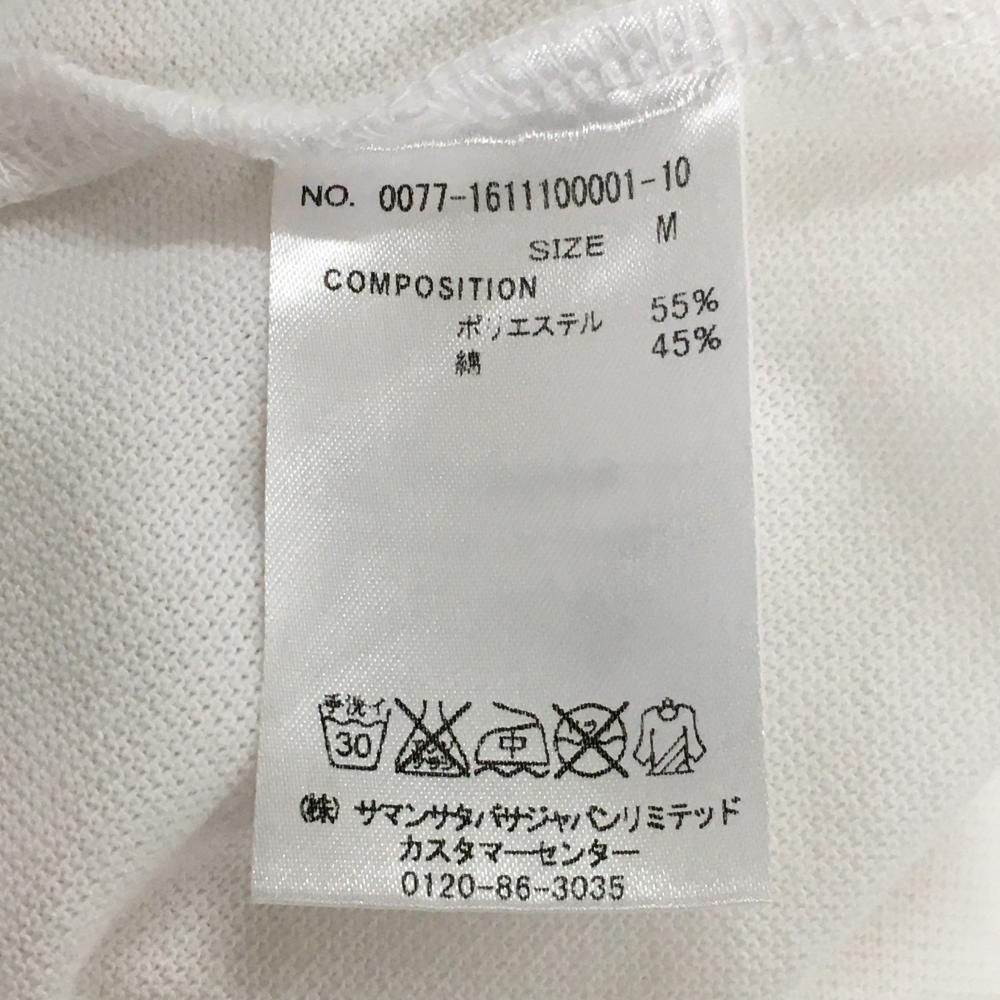 NO. 0077-1611100001-10
SIZE M
COMPOSITION
ポリエステル 55%
綿 45%
手洗イ
30 中
(株) サマンサタバサジャパンリミテッド
カスタマーセンター
0120-86-3035